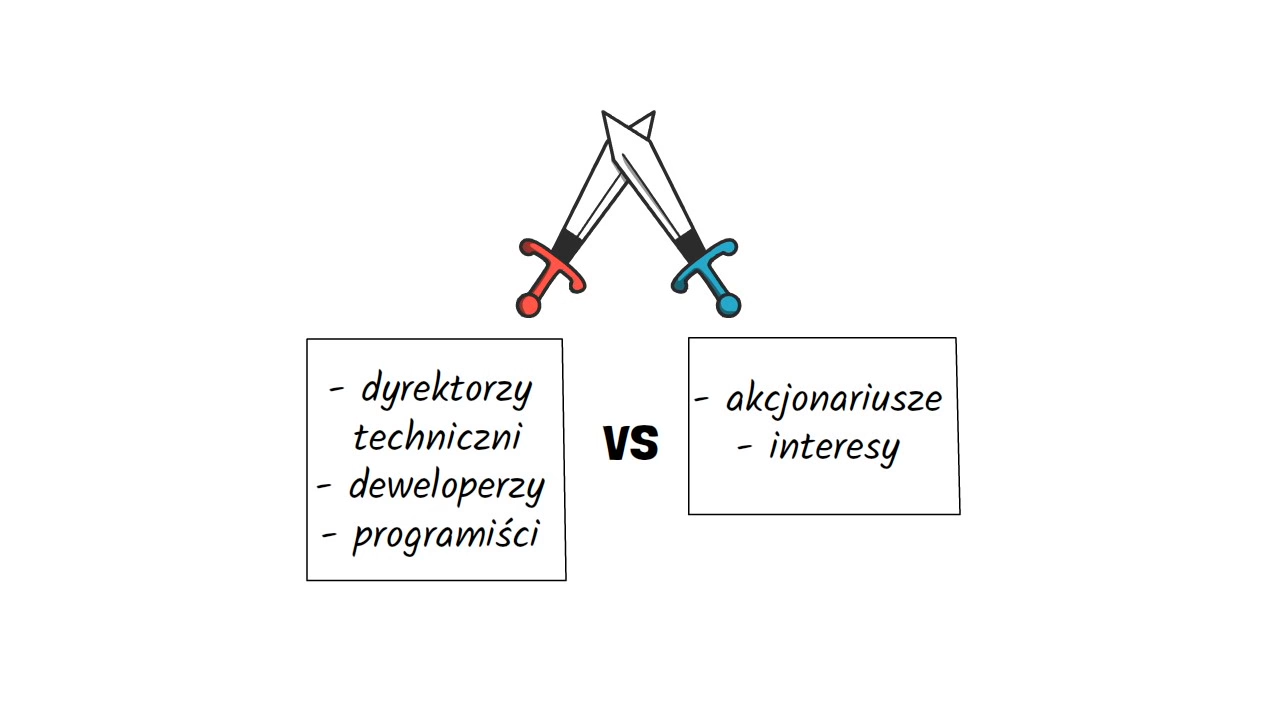 - dyrektorzy
techniczni
- deweloperzy
- programiści
VS
- akcjonariusze
- interesy